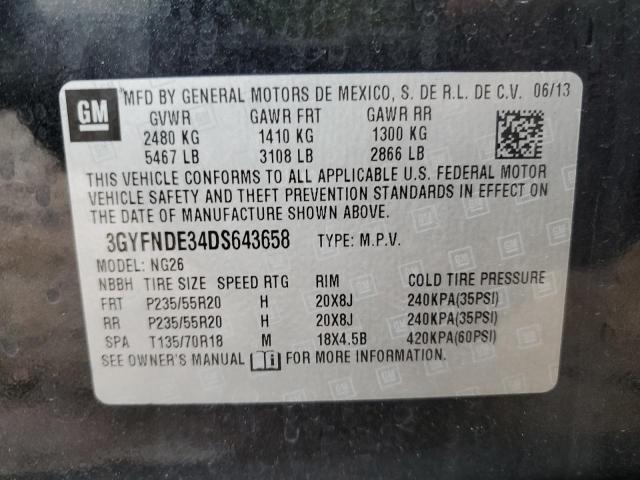 GM MFD BY GENERAL MOTORS DE MEXICO, S. DE R.L. DE C.V. 06/13
GVWR GAWR FRT GAWR RR
2480 KG 1410 KG 1300 KG
5467 LB 3108 LB 2866 LB
THIS VEHICLE CONFORMS TO ALL APPLICABLE U.S. FEDERAL MOTOR
VEHICLE SAFETY AND THEFT PREVENTION STANDARDS IN EFFECT ON THE
DATE OF MANUFACTURE SHOWN ABOVE.
3GYFNDE34DS643658 TYPE: M.P.V.
MODEL: NG26
NBBH TIRE SIZE SPEED RTG RIM COLD TIRE PRESSURE
FRT P235/55R20 H 20X8J 240KPA(35PSI)
RR P235/55R20 H 20X8J 240KPA(35PSI)
SPA T135/70R18 M 18X4.5B 420KPA(60PSI)
SEE OWNER'S MANUAL FOR MORE INFORMATION.